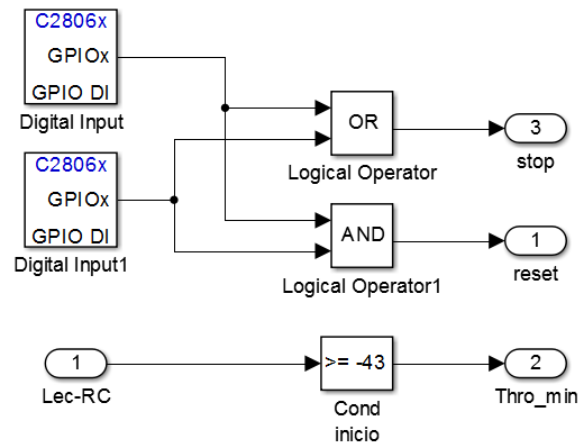 C2806x
GPIOx
GPIO DI
Digital Input
C2806x
GPIOx
GPIO DI
Digital Input1
OR
Logical Operator
3
stop
AND
Logical Operator1
1
reset
1
Lec-RC
>= -43
Cond
inicio
2
Thro_min